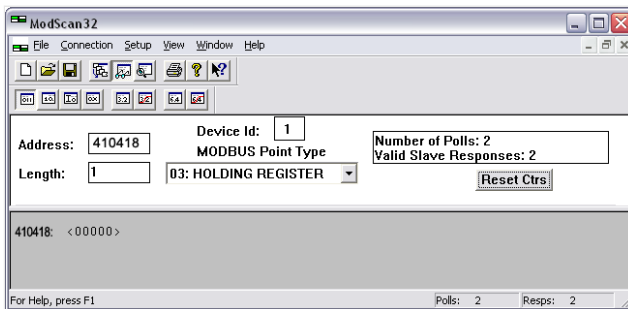 ModScan32
File Connection Setup View Window Help
Device Id: 1
Address: 410418
MODBUS Point Type
Number of Polls: 2
Valid Slave Responses: 2
Length: 1
03: HOLDING REGISTER
Reset Ctrs
410418: <00000>
For Help, press F1
Polls: 2
Resps: 2